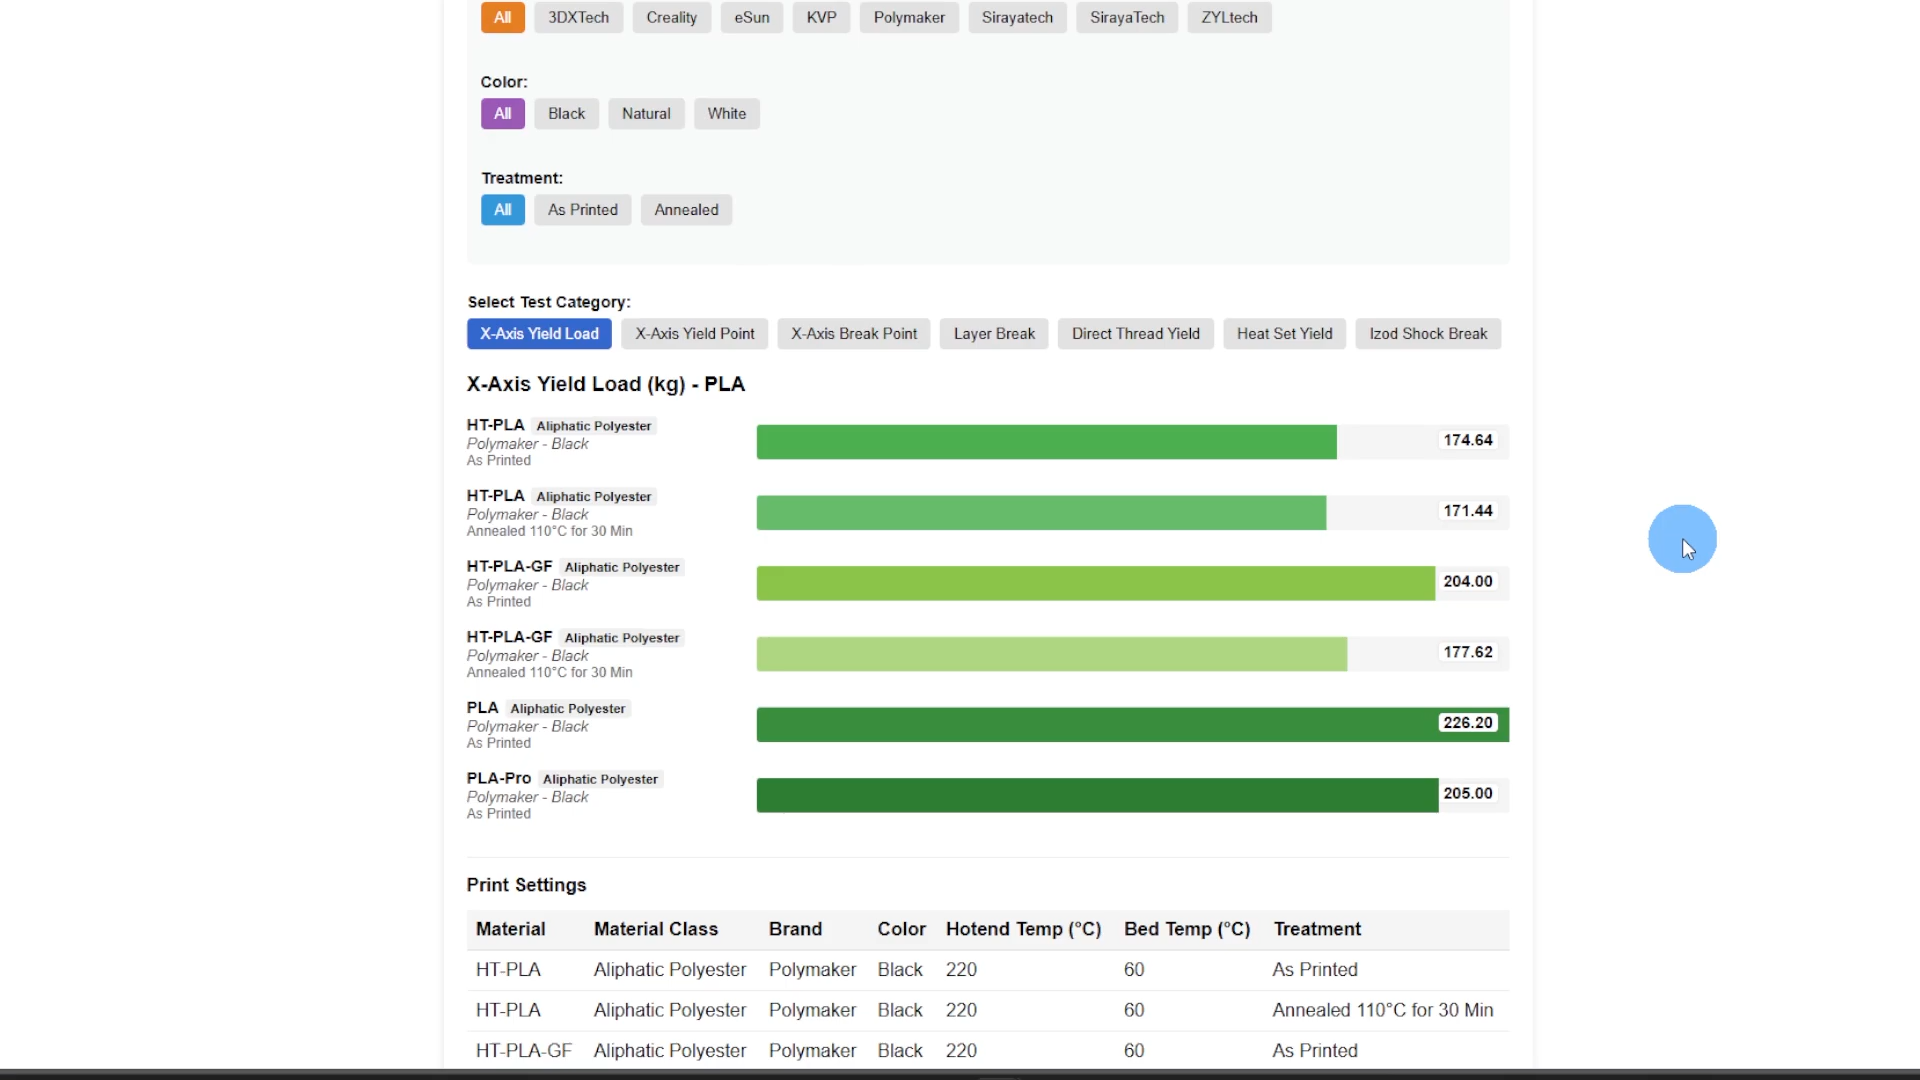 All 3DXTech Creality eSun KVP Polymaker Sirayatech SirayaTech ZYLtech
Color:
All Black Natural White
Treatment:
All As Printed Annealed
Select Test Category:
X-Axis Yield Load X-Axis Yield Point X-Axis Break Point Layer Break Direct Thread Yield Heat Set Yield Izod Shock Break
X-Axis Yield Load (kg) - PLA
HT-PLA Aliphatic Polyester
Polymaker - Black
As Printed
174.64
HT-PLA Aliphatic Polyester
Polymaker - Black
Annealed 110°C for 30 Min
171.44
HT-PLA-GF Aliphatic Polyester
Polymaker - Black
As Printed
204.00
HT-PLA-GF Aliphatic Polyester
Polymaker - Black
Annealed 110°C for 30 Min
177.62
PLA Aliphatic Polyester
Polymaker - Black
As Printed
226.20
PLA-Pro Aliphatic Polyester
Polymaker - Black
As Printed
205.00
Print Settings
Material Material Class Brand Color Hotend Temp (°C) Bed Temp (°C) Treatment
HT-PLA Aliphatic Polyester Polymaker Black 220 60 As Printed
HT-PLA Aliphatic Polyester Polymaker Black 220 60 Annealed 110°C for 30 Min
HT-PLA-GF Aliphatic Polyester Polymaker Black 220 60 As Printed